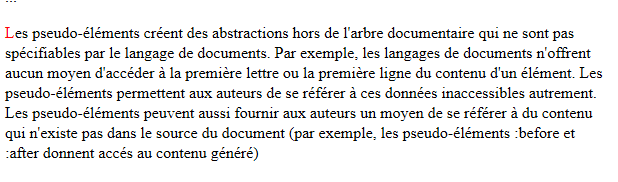 ...
Les pseudo-éléments créent des abstractions hors de l'arbre documentaire qui ne sont pas
spécifiables par le langage de documents. Par exemple, les langages de documents n'offrent
aucun moyen d'accéder à la première lettre ou la première ligne du contenu d'un élément. Les
pseudo-éléments permettent aux auteurs de se référer à ces données inaccessibles autrement.
Les pseudo-éléments peuvent aussi fournir aux auteurs un moyen de se référer à du contenu
qui n'existe pas dans le source du document (par exemple, les pseudo-éléments :before et
:after donnent accés au contenu généré)